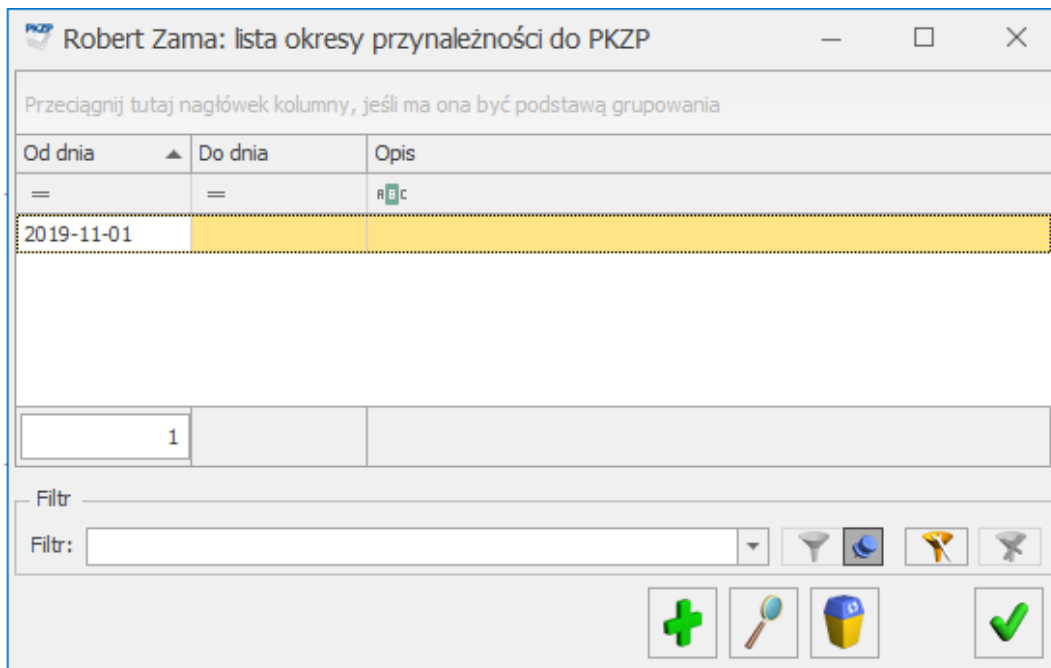 PKZP
Robert Zama: lista okresy przynależności do PKZP
Przeciągnij tutaj nagłówek kolumny, jeśli ma ona być podstawą grupowania
Od dnia Do dnia Opis
= = ABC
2019-11-01
1
Filtr
Filtr: